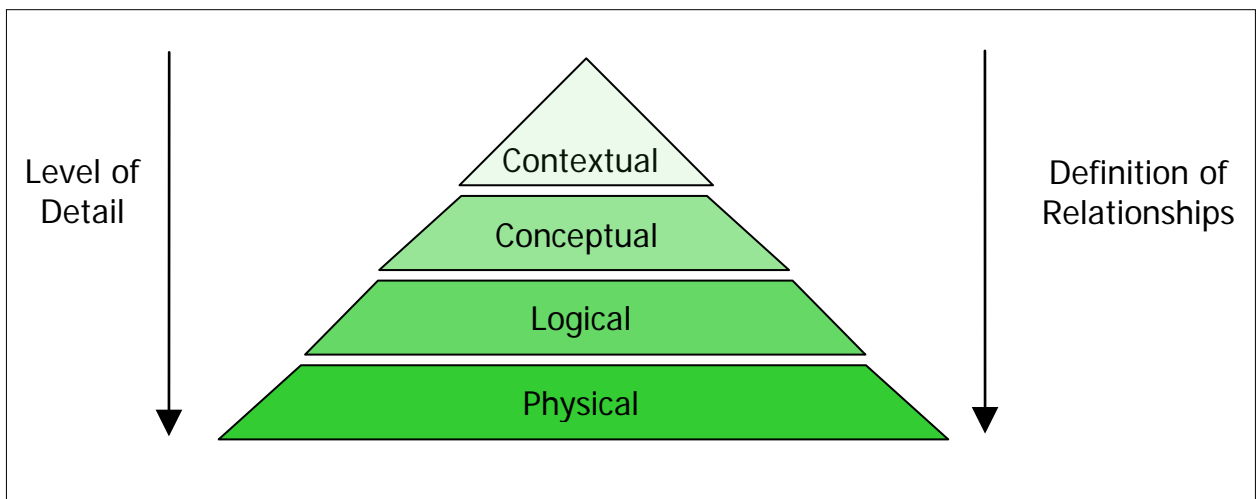 Level of
Detail
Contextual
Conceptual
Logical
Physical
Definition of
Relationships